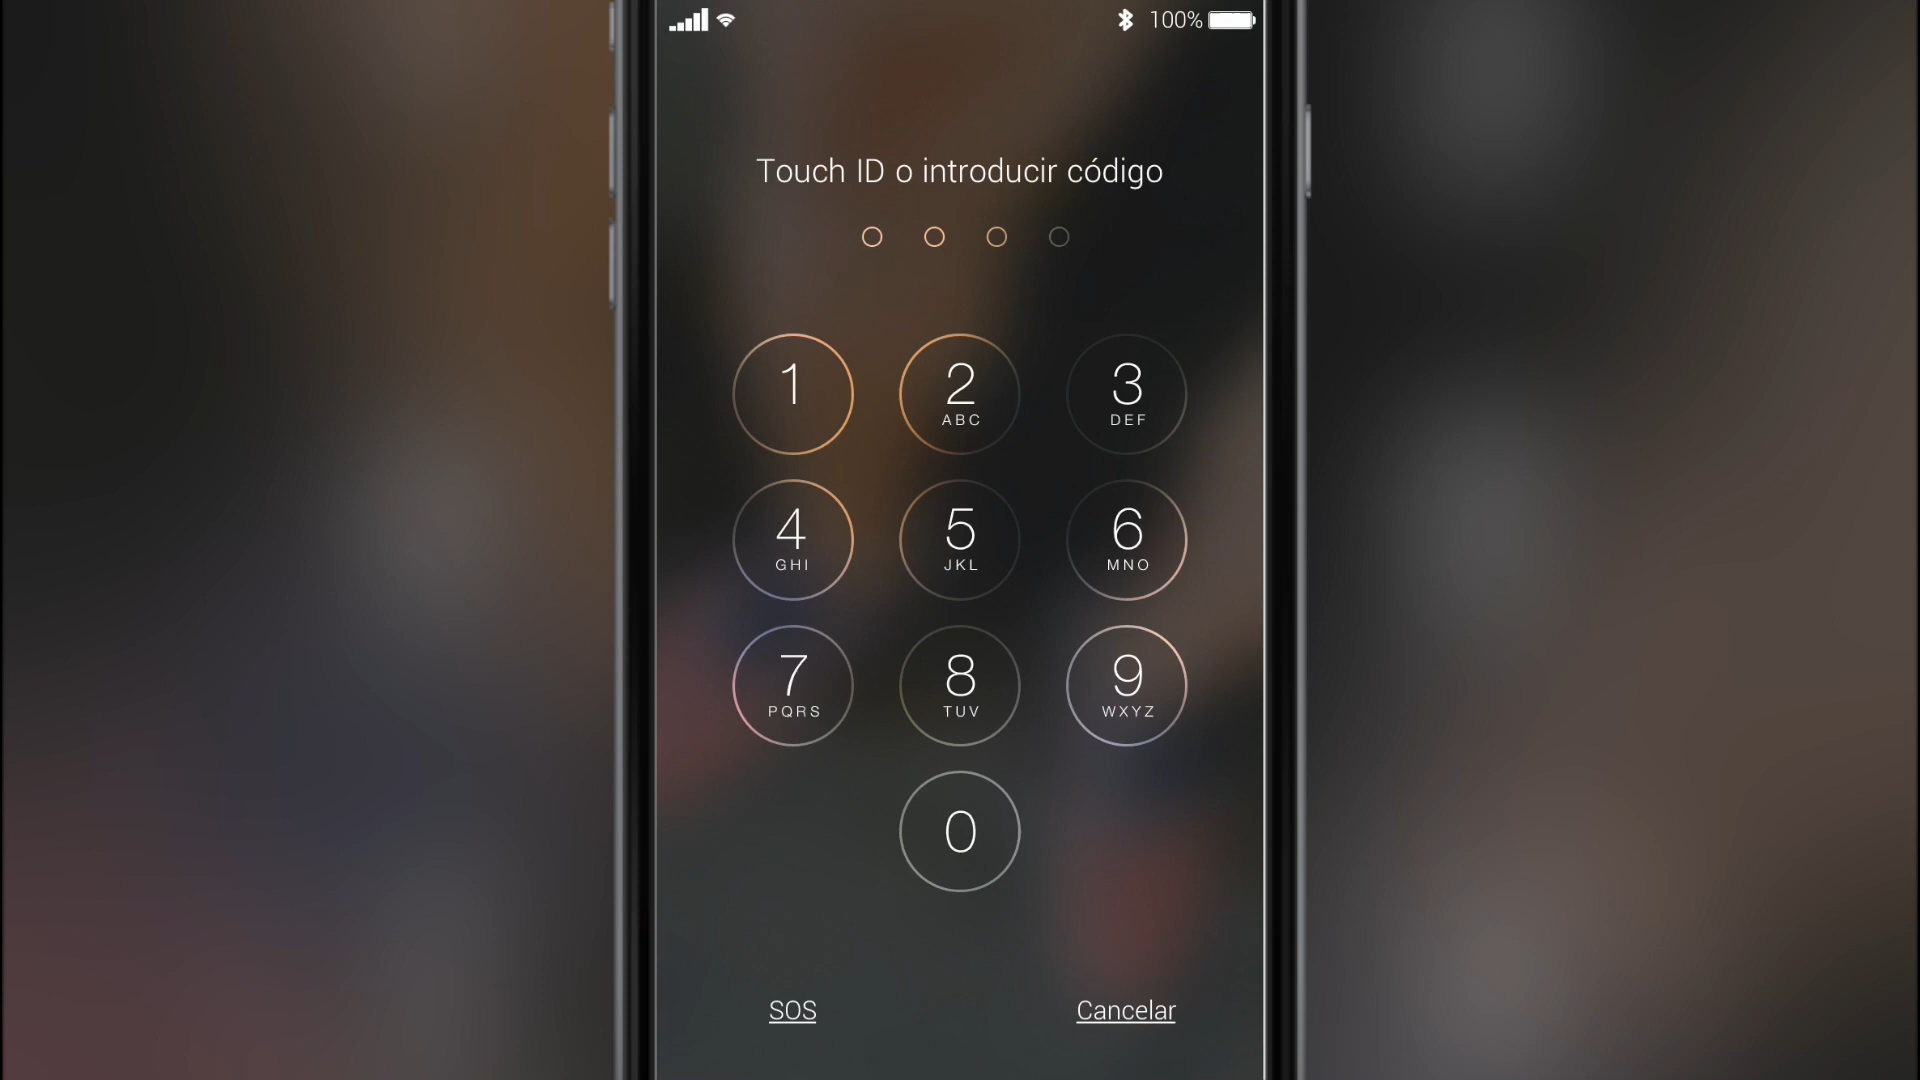 100%
Touch ID o introducir código
1
2
ABC
3
DEF
4
GHI
5
JKL
6
MNO
7
PQRS
8
TUV
9
WXYZ
0
SOS
Cancelar